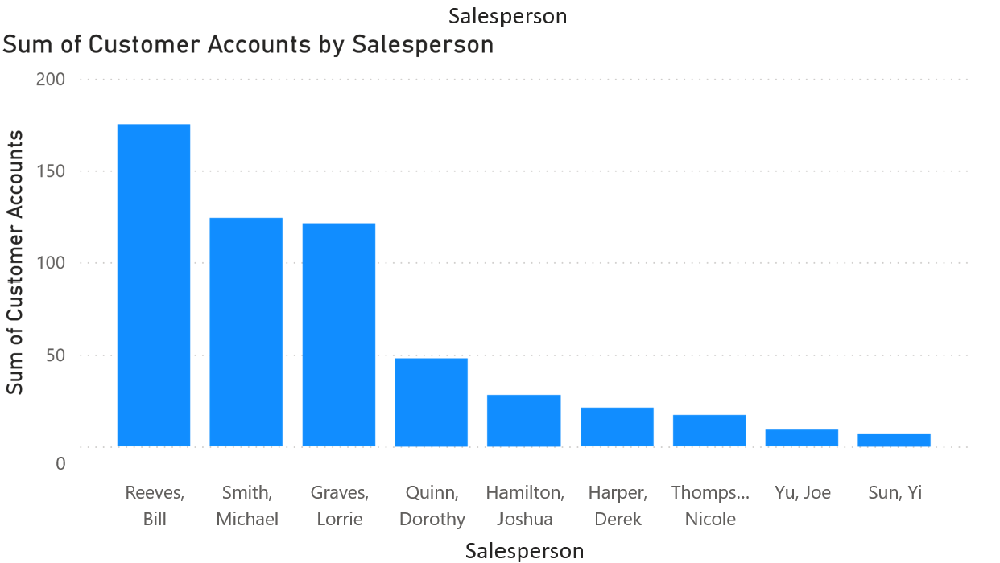 Salesperson
Sum of Customer Accounts by Salesperson
200
150
100
50
0
Sum of Customer Accounts
Reeves, Bill
Smith, Michael
Graves, Lorrie
Quinn, Dorothy
Hamilton, Joshua
Harper, Derek
Thomps... Nicole
Yu, Joe
Sun, Yi
Salesperson